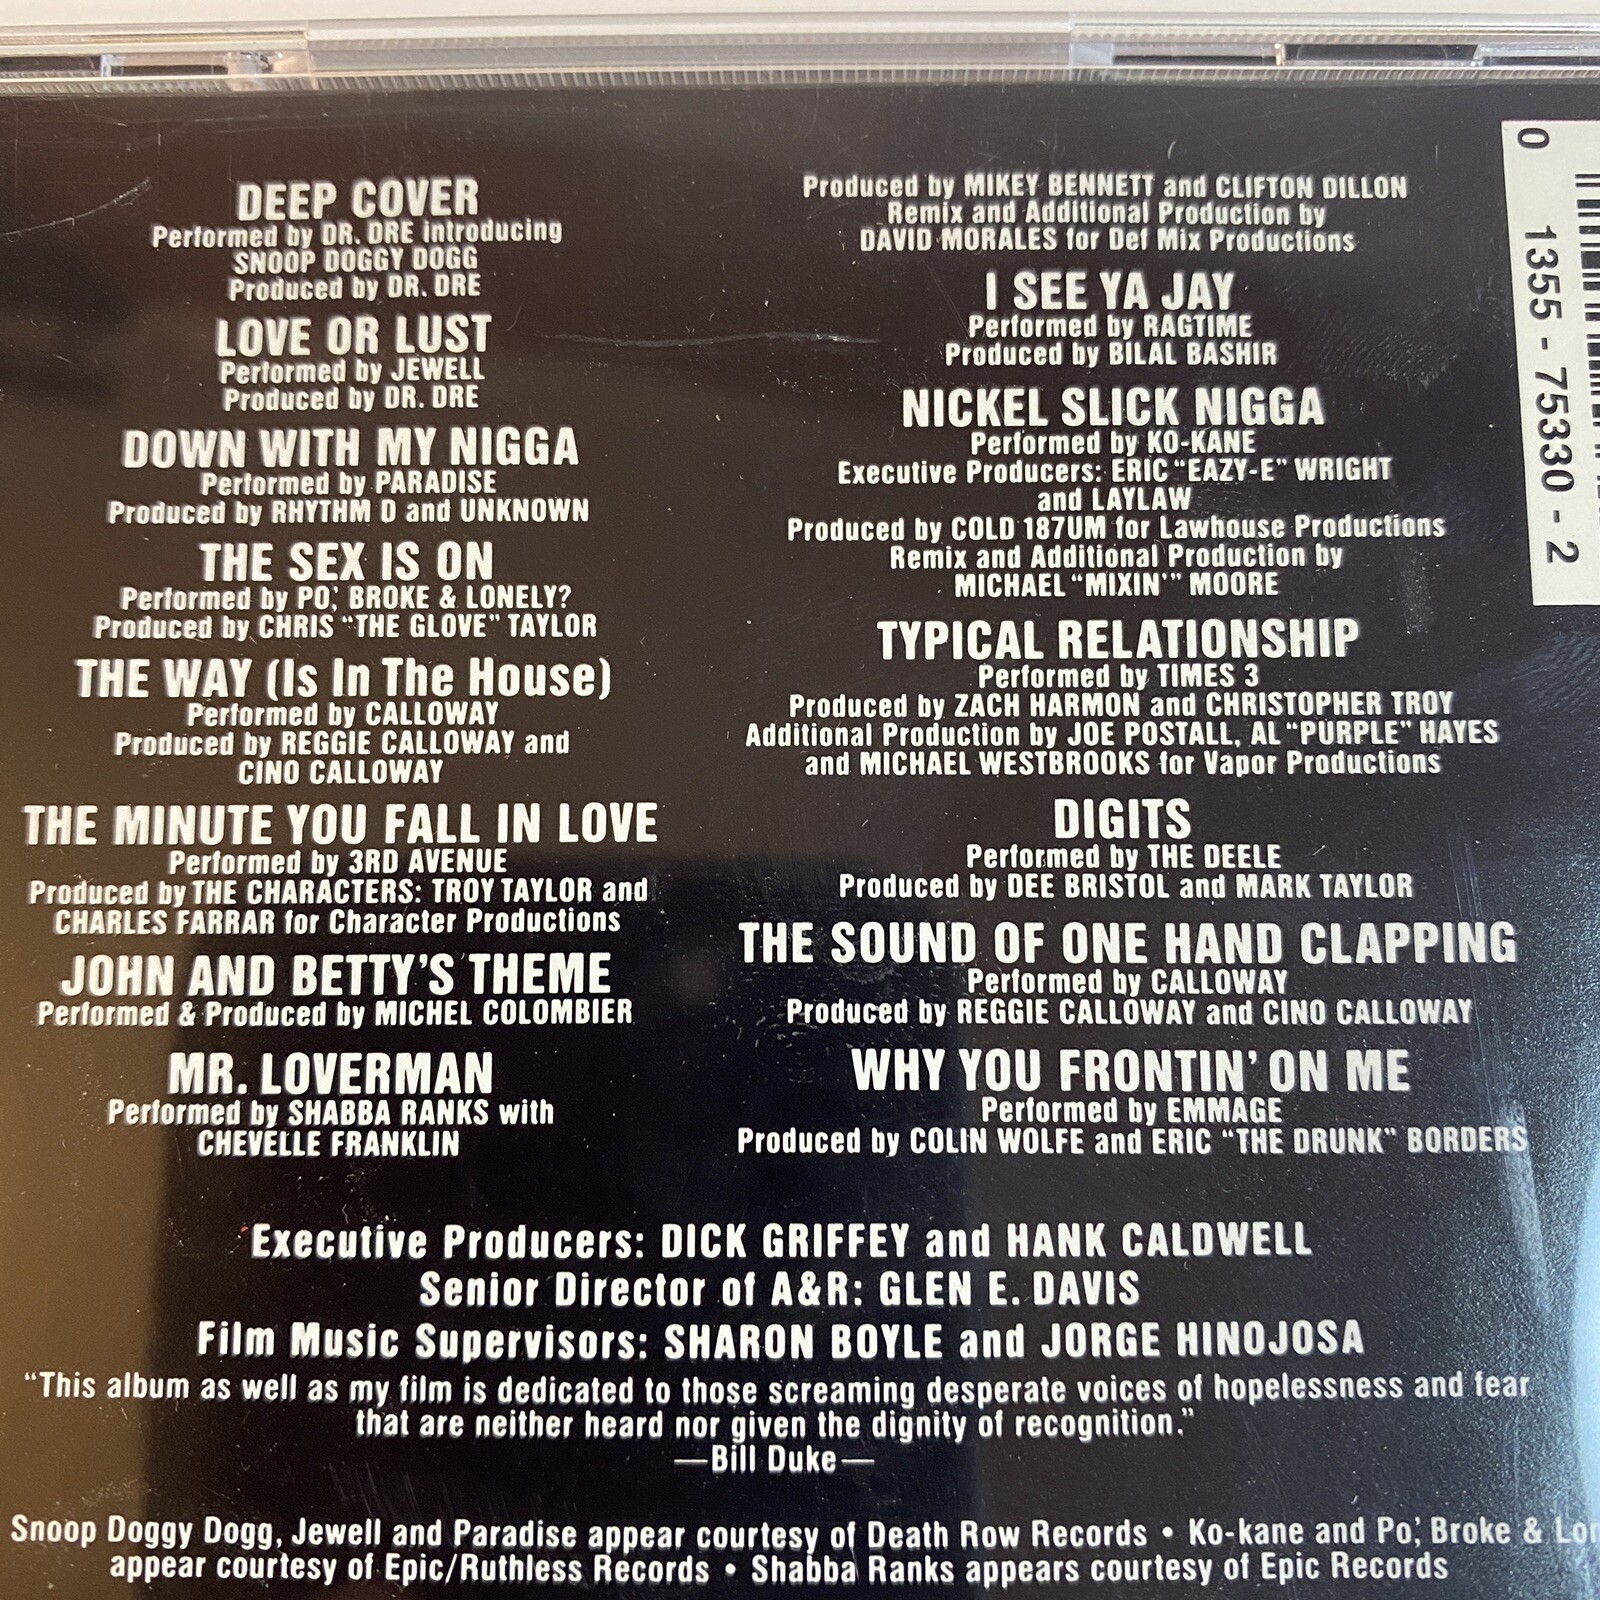 DEEP COVER
Performed by DR. DRE introducing
SNOOP DOGGY DOGG
Produced by DR. DRE
LOVE OR LUST
Performed by JEWELL
Produced by DR. DRE
DOWN WITH MY NIGGA
Performed by PARADISE
Produced by RHYTHM D and UNKNOWN
THE SEX IS ON
Performed by PO', BROKE & LONELY?
Produced by CHRIS "THE GLOVE" TAYLOR
THE WAY (Is In The House)
Performed by CALLOWAY
Produced by REGGIE CALLOWAY and
CINO CALLOWAY
THE MINUTE YOU FALL IN LOVE
Performed by 3RD AVENUE
Produced by THE CHARACTERS: TROY TAYLOR and
CHARLES FARRAR for Character Productions
JOHN AND BETTY'S THEME
Performed & Produced by MICHEL COLOMBIER
MR. LOVERMAN
Performed by SHABBA RANKS with
CHEVELLE FRANKLIN
Produced by MIKEY BENNETT and CLIFTON DILLON
Remix and Additional Production by
DAVID MORALES for Def Mix Productions
I SEE YA JAY
Performed by RAGTIME
Produced by BILAL BASHIR
NICKEL SLICK NIGGA
Performed by KO-KANE
Executive Producers: ERIC "EAZY-E" WRIGHT
and LAYLAW
Produced by COLD 187UM for Lawhouse Productions
Remix and Additional Production by
MICHAEL "MIXIN'" MOORE
TYPICAL RELATIONSHIP
Performed by TIMES 3
Produced by ZACH HARMON and CHRISTOPHER TROY
Additional Production by JOE POSTALL, AL "PURPLE" HAYES
and MICHAEL WESTBROOKS for Vapor Productions
DIGITS
Performed by THE DEELE
Produced by DEE BRISTOL and MARK TAYLOR
THE SOUND OF ONE HAND CLAPPING
Performed by CALLOWAY
Produced by REGGIE CALLOWAY and CINO CALLOWAY
WHY YOU FRONTIN' ON ME
Performed by EMMAGE
Produced by COLIN WOLFE and ERIC "THE DRUNK" BORDERS
0 1355-75330-2
Executive Producers: DICK GRIFFEY and HANK CALDWELL
Senior Director of A&R: GLEN E. DAVIS
Film Music Supervisors: SHARON BOYLE and JORGE HINOJOSA
"This album as well as my film is dedicated to those screaming desperate voices of hopelessness and fear
that are neither heard nor given the dignity of recognition."
—Bill Duke—
Snoop Doggy Dogg, Jewell and Paradise appear courtesy of Death Row Records • Ko-kane and Po', Broke &
appear courtesy of Epic/Ruthless Records • Shabba Ranks appears courtesy of Epic Records